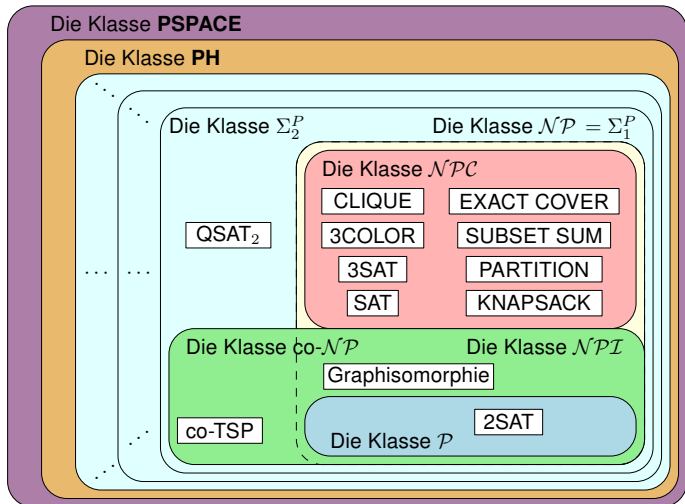 Die Klasse PSPACE
Die Klasse PH
Die Klasse Σ₂ᴾ Die Klasse 𝒩𝒫 = Σ₁ᴾ
Die Klasse 𝒩𝒫𝒞
CLIQUE EXACT COVER
QSAT₂ 3COLOR SUBSET SUM
3SAT PARTITION
SAT KNAPSACK
Die Klasse co-𝒩𝒫 Die Klasse 𝒩𝒫ℐ
Graphisomorphie
co-TSP 2SAT
Die Klasse 𝒫